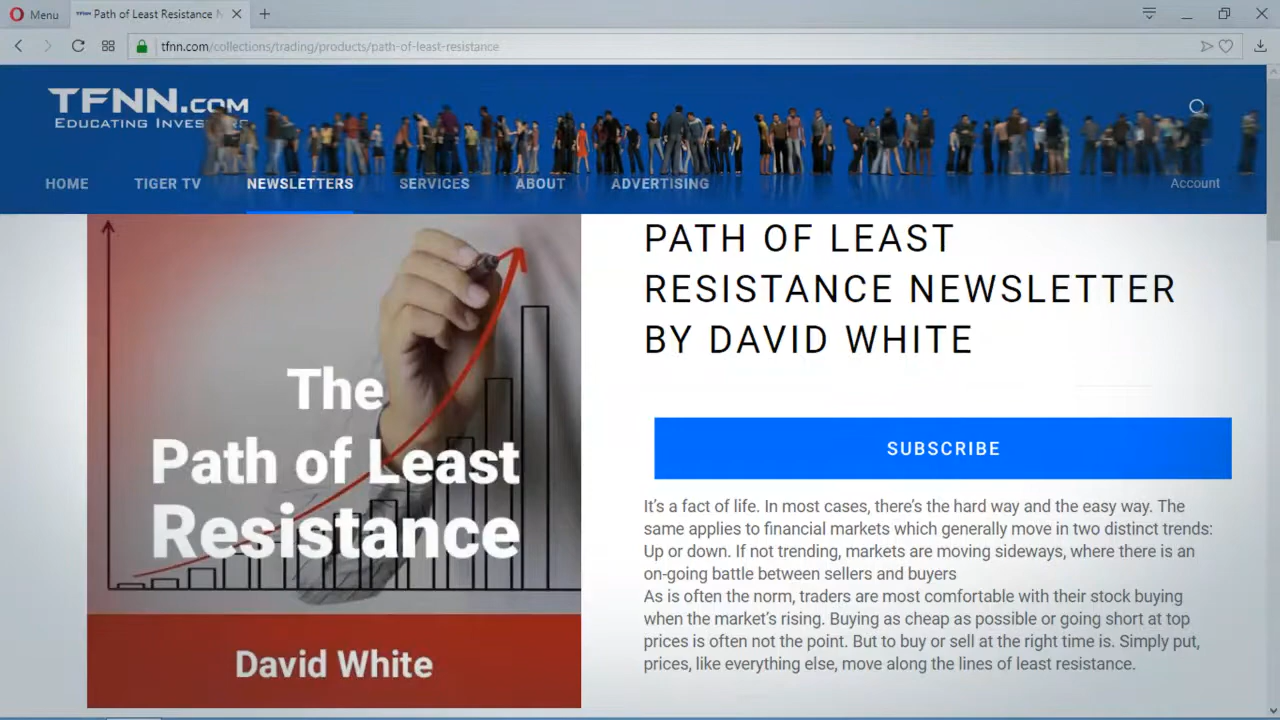 Menu
Path of Least Resistance N
tfnn.com/collections/trading/products/path-of-least-resistance
TFNN.COM
EDUCATING INVESTORS
HOME TIGER TV NEWSLETTERS SERVICES ABOUT ADVERTISING Account
The
Path of Least
Resistance
David White
PATH OF LEAST
RESISTANCE NEWSLETTER
BY DAVID WHITE
SUBSCRIBE
It's a fact of life. In most cases, there's the hard way and the easy way. The
same applies to financial markets which generally move in two distinct trends:
Up or down. If not trending, markets are moving sideways, where there is an
on-going battle between sellers and buyers
As is often the norm, traders are most comfortable with their stock buying
when the market's rising. Buying as cheap as possible or going short at top
prices is often not the point. But to buy or sell at the right time is. Simply put,
prices, like everything else, move along the lines of least resistance.